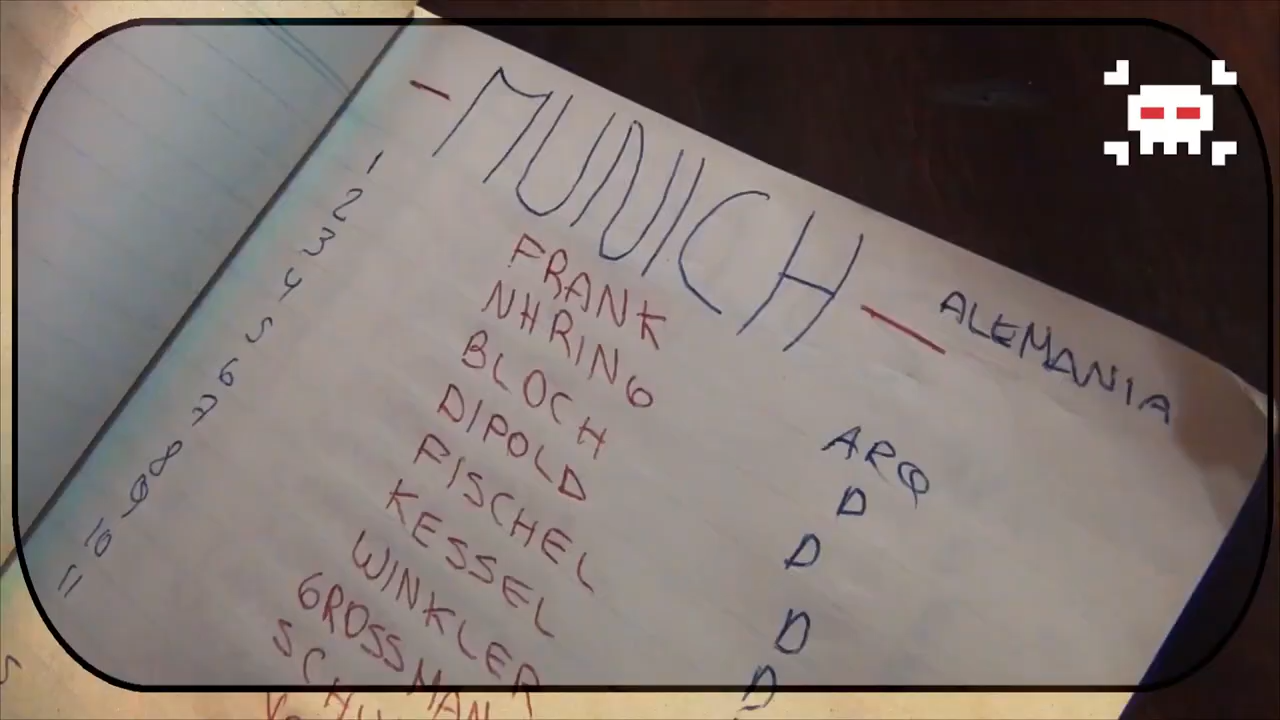 - MUNICH - ALEMANIA
1 FRANK ARQ
2 NHRING D
3 BLOCH D
4 DIPOLD D
5 FISCHEL D
6 KESSEL
7 WINKLER
8 GROSSMAN
9
10
11